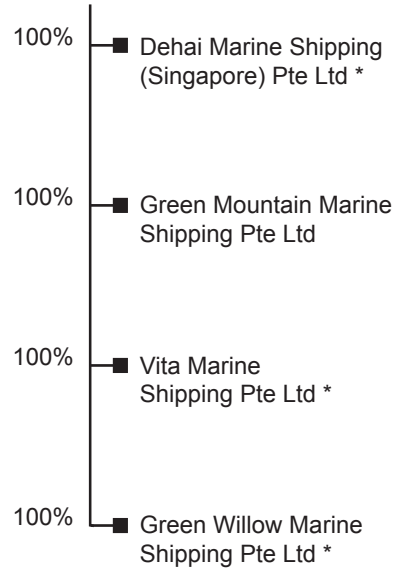 100%
Dehai Marine Shipping
(Singapore) Pte Ltd *
100%
Green Mountain Marine
Shipping Pte Ltd
100%
Vita Marine
Shipping Pte Ltd *
100%
Green Willow Marine
Shipping Pte Ltd *